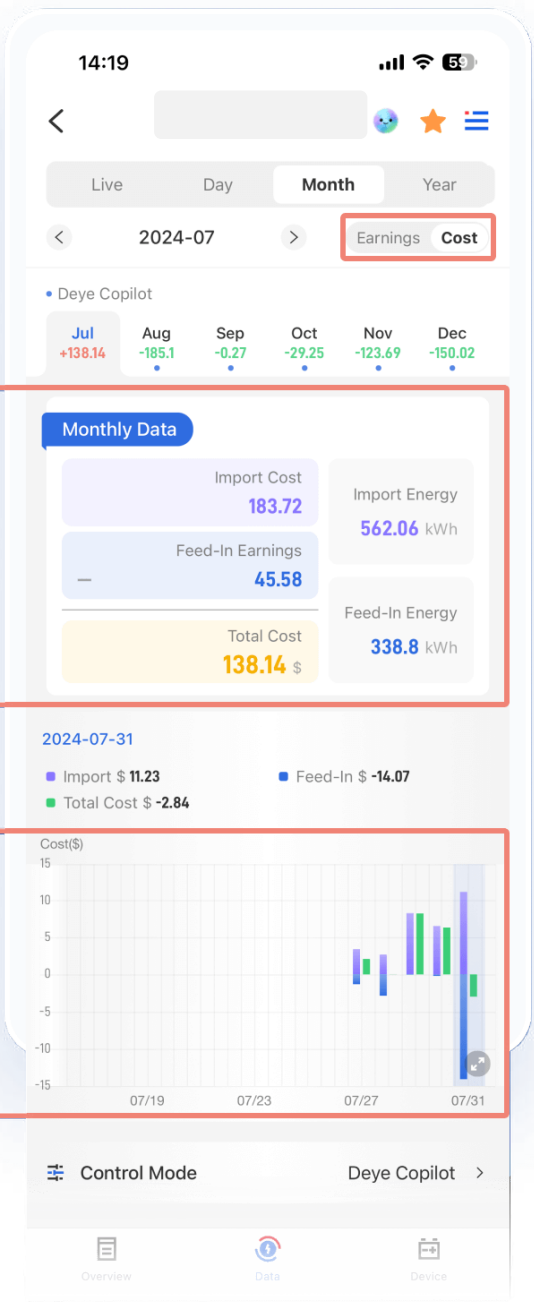 14:19
59
Live Day Month Year
2024-07
Earnings Cost
Deye Copilot
Jul Aug Sep Oct Nov Dec
+138.14 -185.1 -0.27 -29.25 -123.69 -150.02
Monthly Data
Import Cost
183.72
Import Energy
562.06 kWh
Feed-In Earnings
— 45.58
Feed-In Energy
338.8 kWh
Total Cost
138.14 $
2024-07-31
Import $ 11.23 Feed-In $ -14.07
Total Cost $ -2.84
Cost($)
15
10
5
0
-5
-10
-15
07/19 07/23 07/27 07/31
Control Mode Deye Copilot
Overview Data Device